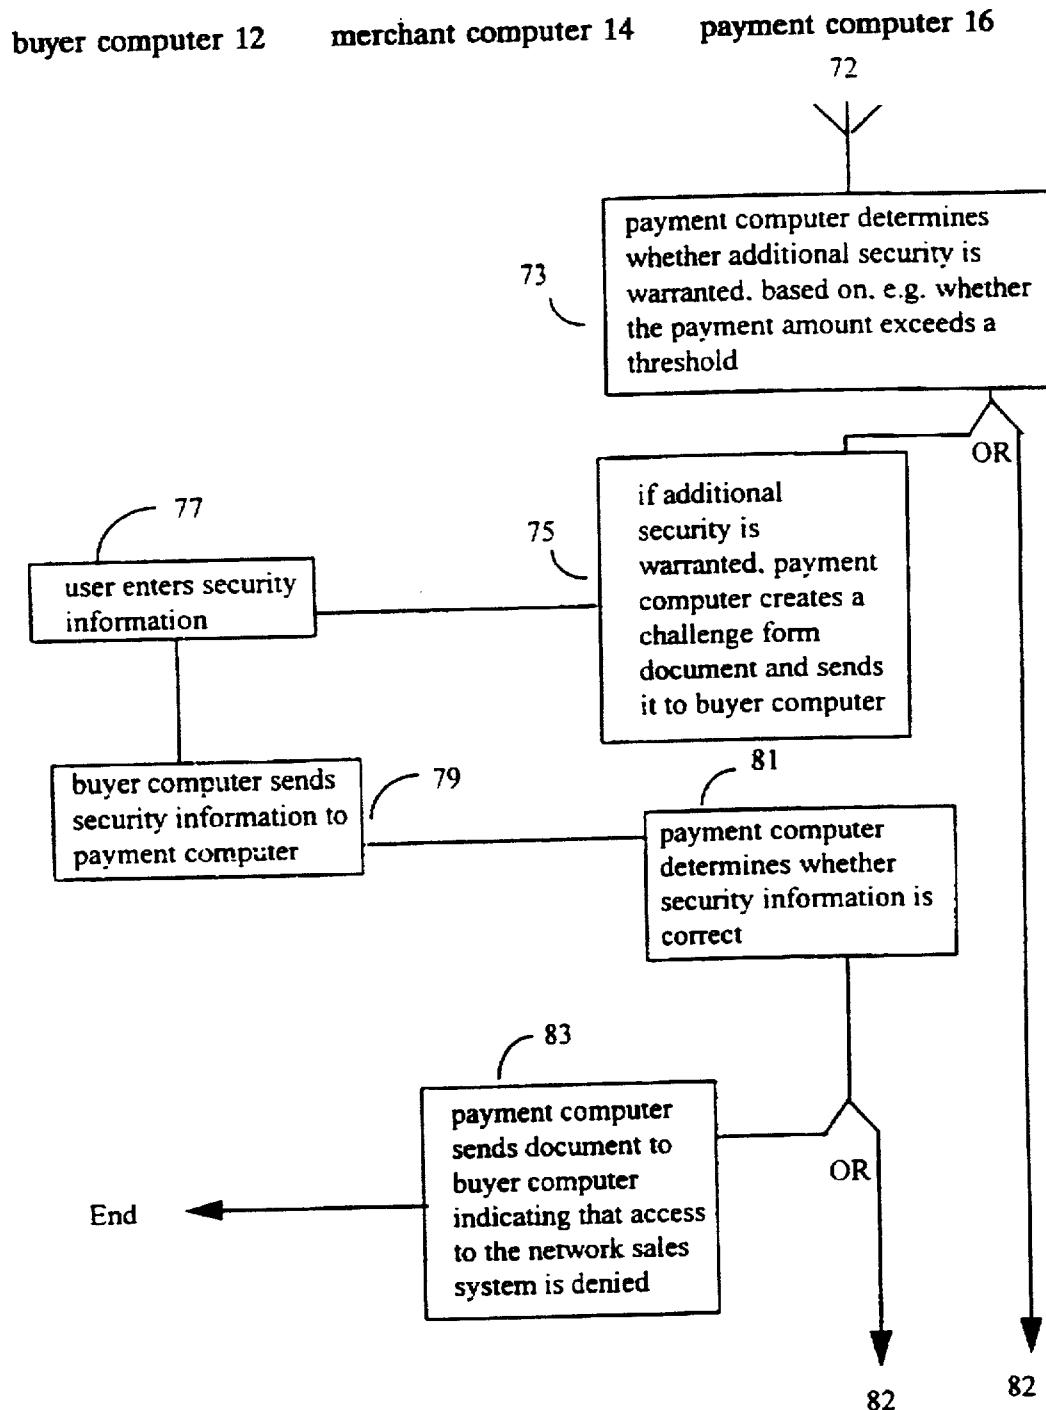 buyer computer 12 merchant computer 14 payment computer 16
72
payment computer determines
whether additional security is
warranted. based on. e.g. whether
the payment amount exceeds a
threshold
73
OR
if additional
security is
warranted. payment
computer creates a
challenge form
document and sends
it to buyer computer
75
77
user enters security
information
buyer computer sends
security information to
payment computer
79
81
payment computer
determines whether
security information is
correct
83
payment computer
sends document to
buyer computer
indicating that access
to the network sales
system is denied
OR
End
82
82